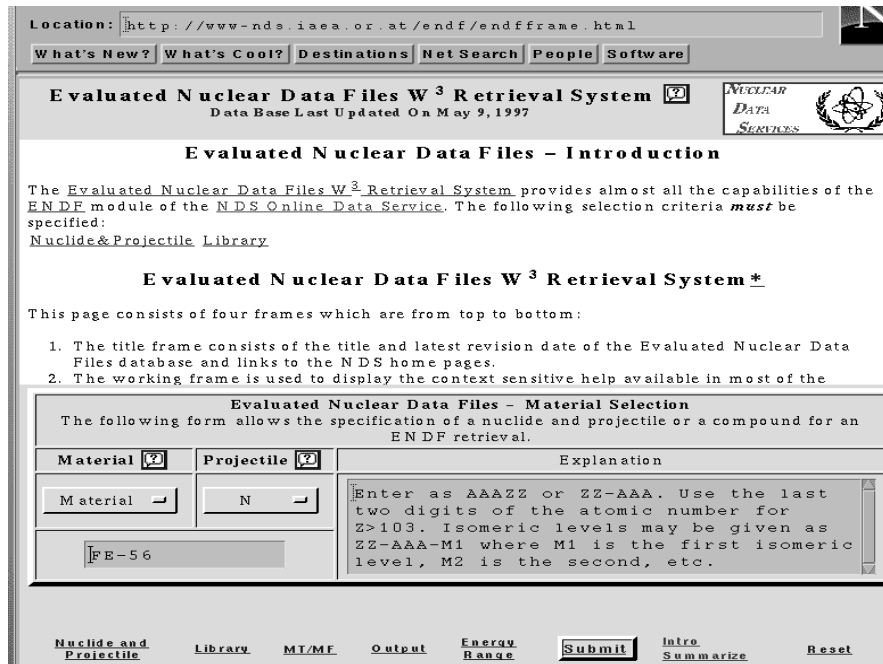 Location: http://www-nds.iaea.or.at/endf/endfframe.html
N
What's New? What's Cool? Destinations Net Search People Software
Evaluated Nuclear Data Files W3 Retrieval System ?
Data Base Last Updated On May 9, 1997
NUCLEAR
DATA
SERVICES
Evaluated Nuclear Data Files – Introduction
The Evaluated Nuclear Data Files W3 Retrieval System provides almost all the capabilities of the
ENDF module of the NDS Online Data Service. The following selection criteria must be
specified:
Nuclide&Projectile Library
Evaluated Nuclear Data Files W3 Retrieval System*
This page consists of four frames which are from top to bottom:
1. The title frame consists of the title and latest revision date of the Evaluated Nuclear Data
Files database and links to the NDS home pages.
2. The working frame is used to display the context sensitive help available in most of the
Evaluated Nuclear Data Files – Material Selection
The following form allows the specification of a nuclide and projectile or a compound for an
ENDF retrieval.
Material ? Projectile ? Explanation
Material N
Enter as AAAZZ or ZZ-AAA. Use the last
two digits of the atomic number for
Z>103. Isomeric levels may be given as
ZZ-AAA-M1 where M1 is the first isomeric
level, M2 is the second, etc.
FE-56
Nuclide and
Projectile
Library
MT/MF
Output
Energy
Range
Submit
Intro
Summarize
Reset